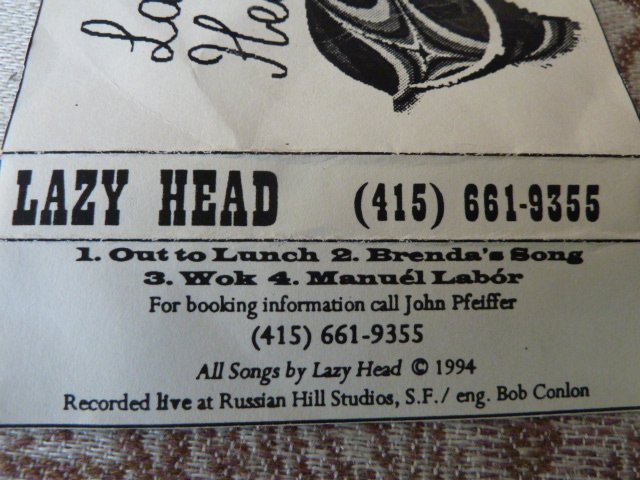 LAZY HEAD (415) 661-9355
1. Out to Lunch 2. Brenda's Song
3. Wok 4. Manuél Labór
For booking information call John Pfeiffer
(415) 661-9355
All Songs by Lazy Head © 1994
Recorded live at Russian Hill Studios, S.F./ eng. Bob Conlon